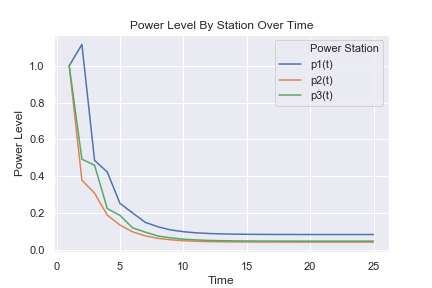 Power Level By Station Over Time
Power Station
p1(t)
p2(t)
p3(t)
Power Level
1.0
0.8
0.6
0.4
0.2
0.0
0
5
10
15
20
25
Time